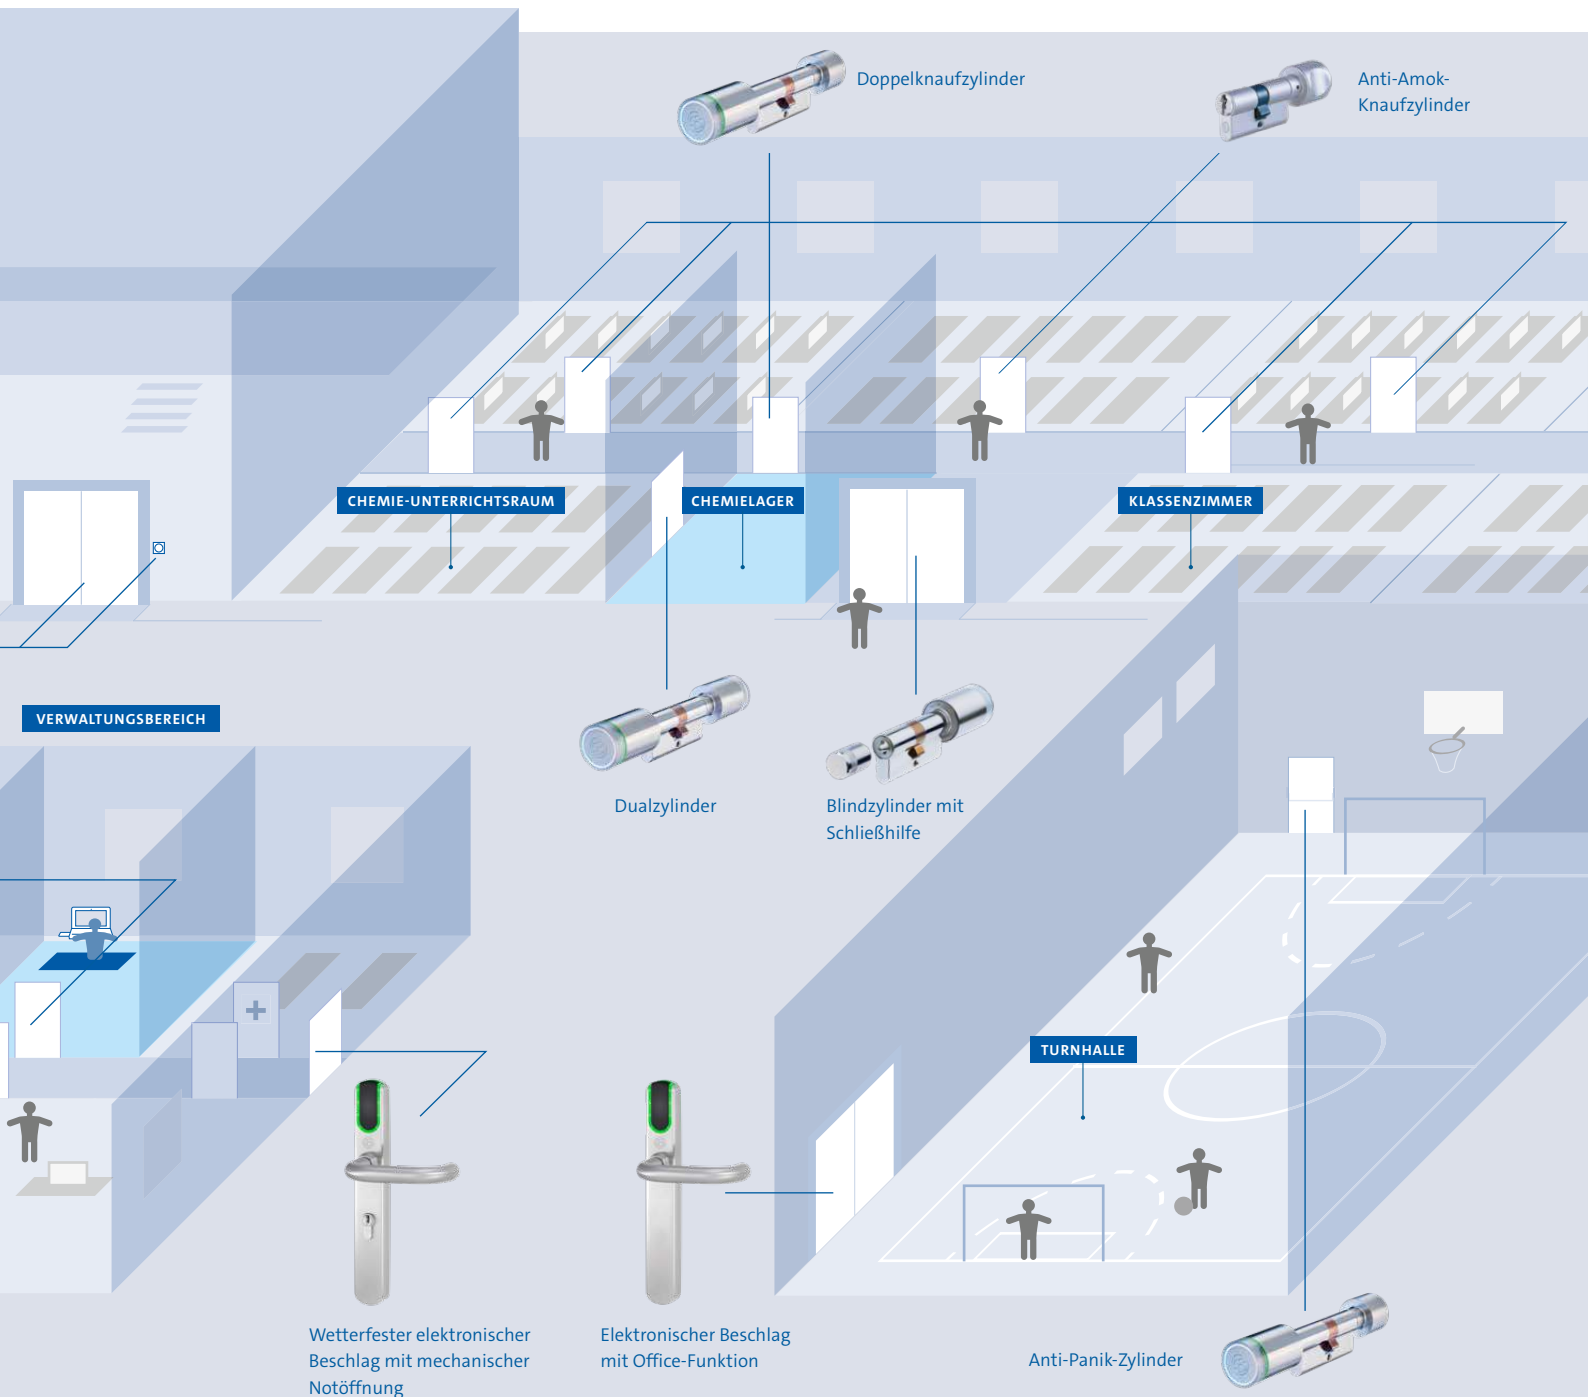 Doppelknaufzylinder
Anti-Amok-
Knaufzylinder
CHEMIE-UNTERRICHTSRAUM
CHEMIELAGER
KLASSENZIMMER
VERWALTUNGSBEREICH
Dualzylinder
Blindzylinder mit
Schließhilfe
TURNHALLE
Wetterfester elektronischer
Beschlag mit mechanischer
Notöffnung
Elektronischer Beschlag
mit Office-Funktion
Anti-Panik-Zylinder